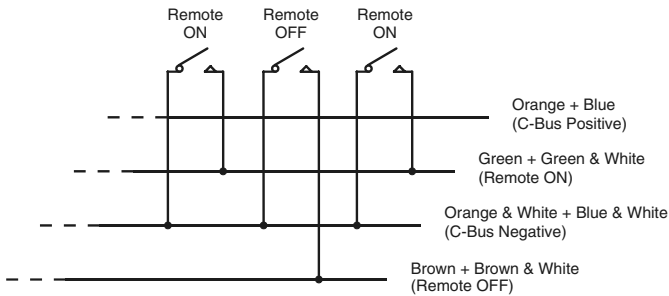 Remote
ON
Remote
OFF
Remote
ON
Orange + Blue
(C-Bus Positive)
Green + Green & White
(Remote ON)
Orange & White + Blue & White
(C-Bus Negative)
Brown + Brown & White
(Remote OFF)